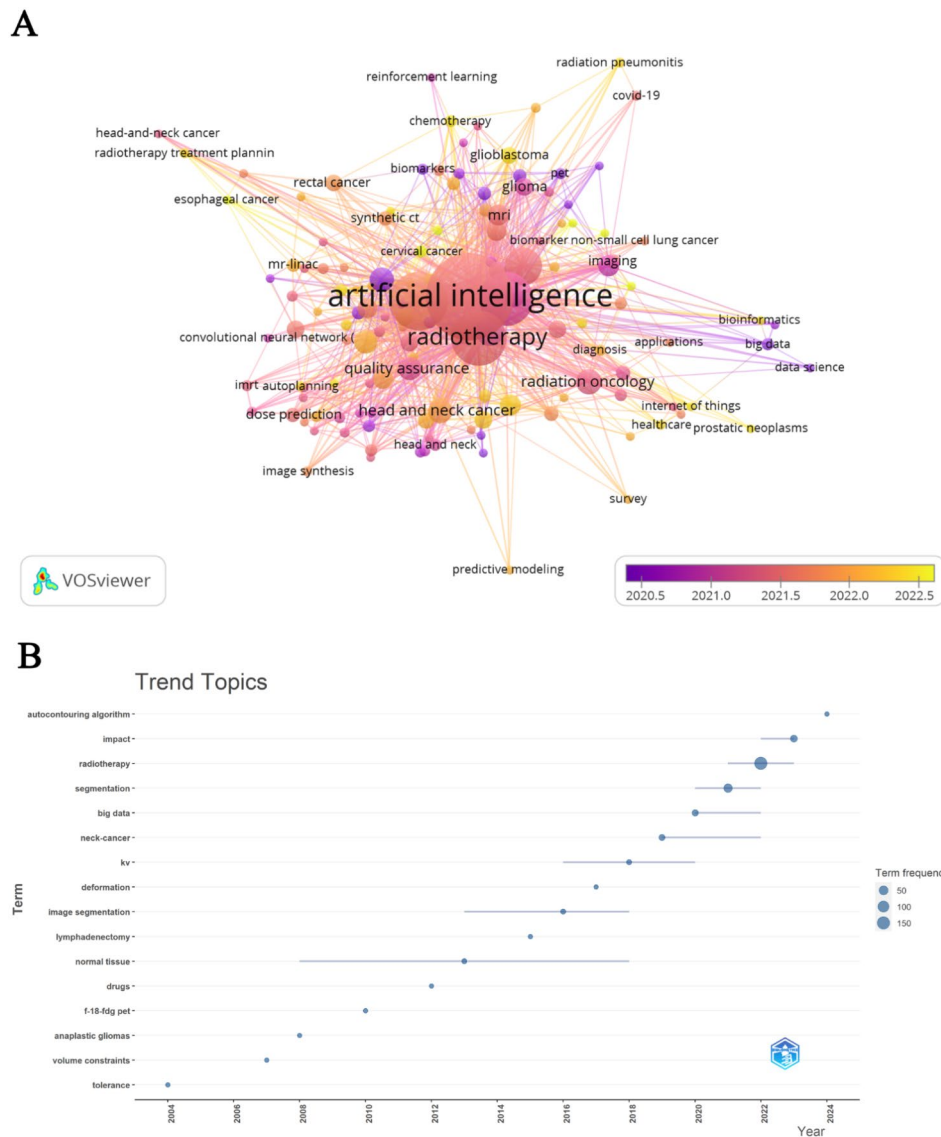 A
radiation pneumonitis
reinforcement learning
covid-19
chemotherapy
head-and-neck cancer
radiotherapy treatment plannin
glioblastoma
biomarkers
pet
rectal cancer
glioma
esophageal cancer
synthetic ct
mri
cervical cancer
biomarker non-small cell lung cancer
mr-linac
imaging
artificial intelligence
bioinformatics
radiotherapy
convolutional neural network (
applications
big data
diagnosis
data science
quality assurance
imrt autoplanning
radiation oncology
dose prediction
head and neck cancer
internet of things
healthcare
prostatic neoplasms
head and neck
image synthesis
survey
predictive modeling
VOSviewer
2020.5 2021.0 2021.5 2022.0 2022.5
B
Trend Topics
autocontouring algorithm
impact
radiotherapy
segmentation
big data
neck-cancer
kv
deformation
image segmentation
lymphadenectomy
normal tissue
drugs
f-18-fdg pet
anaplastic gliomas
volume constraints
tolerance
Term
Term frequenc
50
100
150
2004 2006 2008 2010 2012 2014 2016 2018 2020 2022 2024
Year